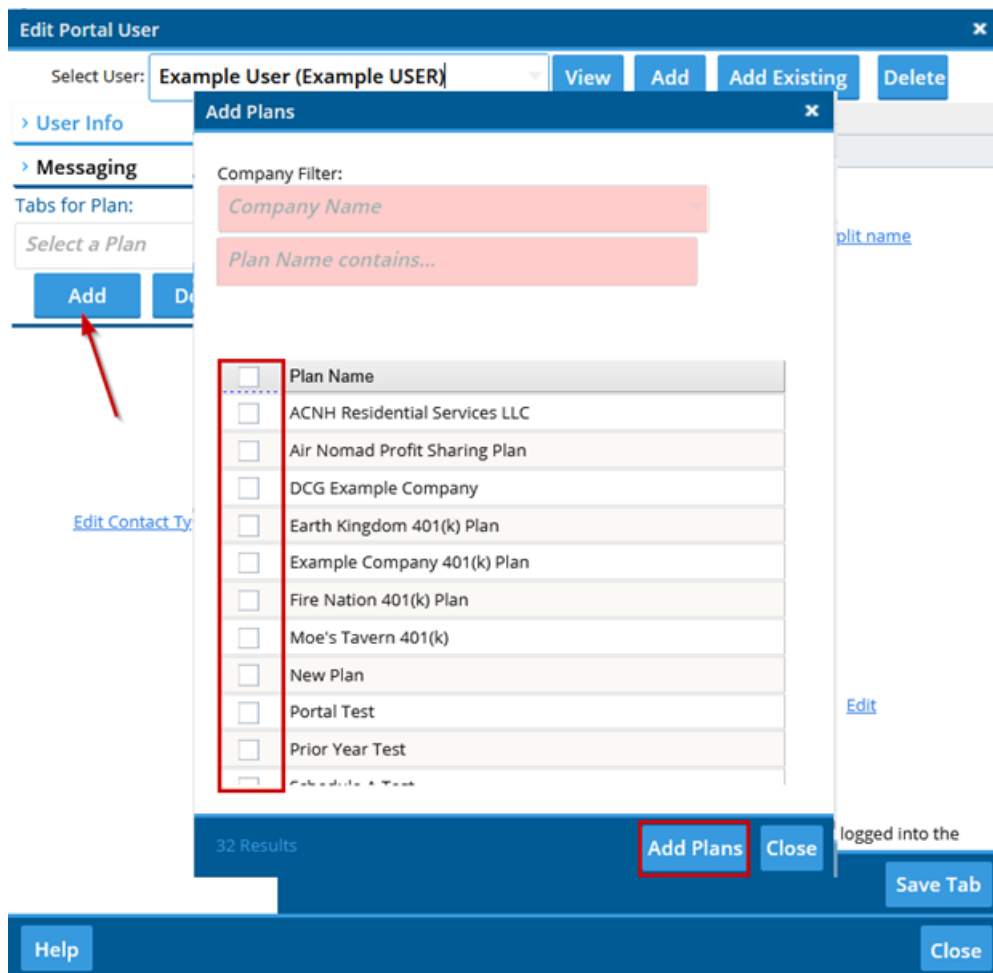 Edit Portal User
Select User: Example User (Example USER) View Add Add Existing Delete
Add Plans
User Info
Messaging
Company Filter:
Tabs for Plan:
Company Name
Select a Plan
plit name
Plan Name contains...
Add
Plan Name
ACNH Residential Services LLC
Air Nomad Profit Sharing Plan
DCG Example Company
Edit Contact Ty
Earth Kingdom 401(k) Plan
Example Company 401(k) Plan
Fire Nation 401(k) Plan
Moe's Tavern 401(k)
New Plan
Portal Test
Edit
Prior Year Test
Schedule A Test
32 Results
Add Plans Close
logged into the
Save Tab
Help Close